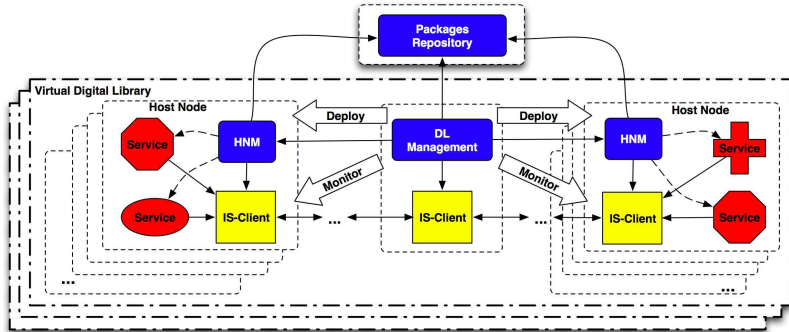 Packages
Repository
Virtual Digital Library
Host Node
Host Node
Deploy
Deploy
Service
HNM
DL
Management
HNM
Service
Monitor
Monitor
Service
IS-Client
...
IS-Client
...
IS-Client
Service
...
...